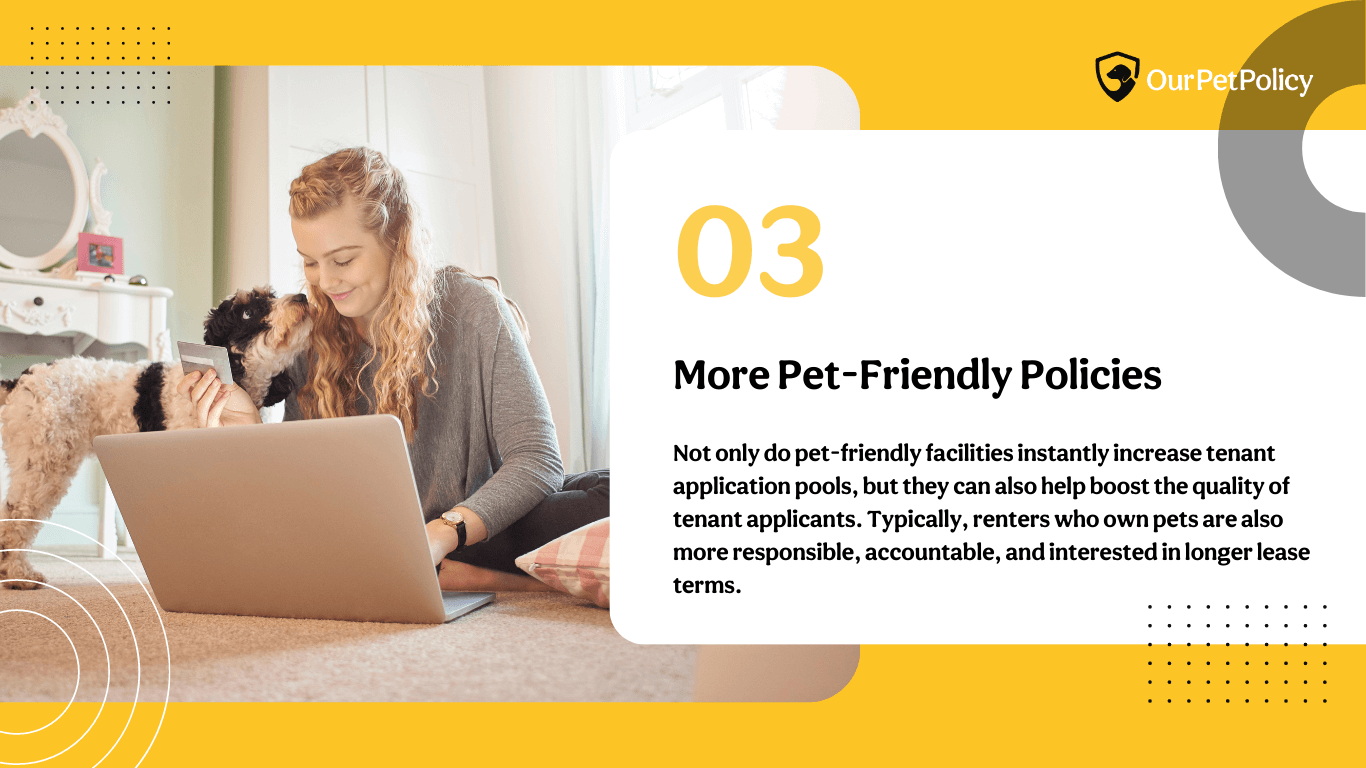 OurPetPolicy
03
More Pet-Friendly Policies
Not only do pet-friendly facilities instantly increase tenant
application pools, but they can also help boost the quality of
tenant applicants. Typically, renters who own pets are also
more responsible, accountable, and interested in longer lease
terms.